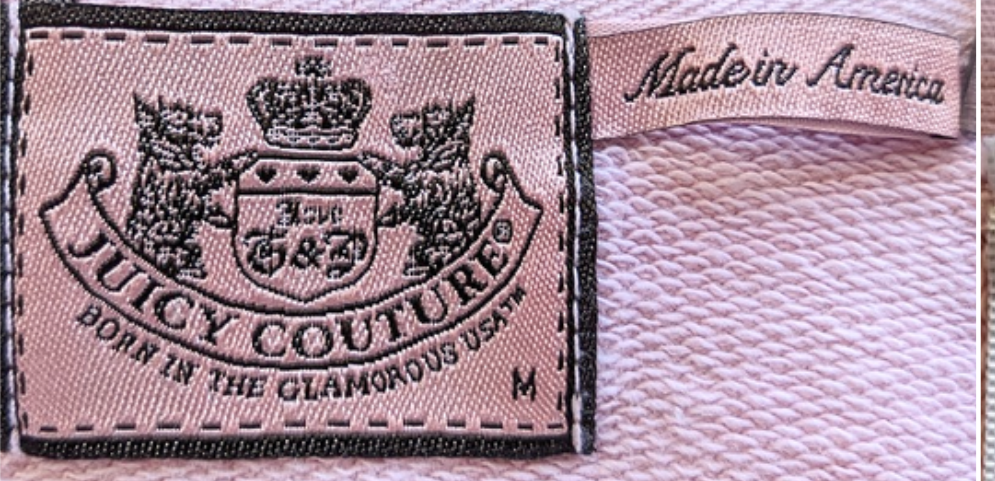 Love
G&P
JUICY COUTURE®
BORN IN THE GLAMOROUS USA™
M
Made in America